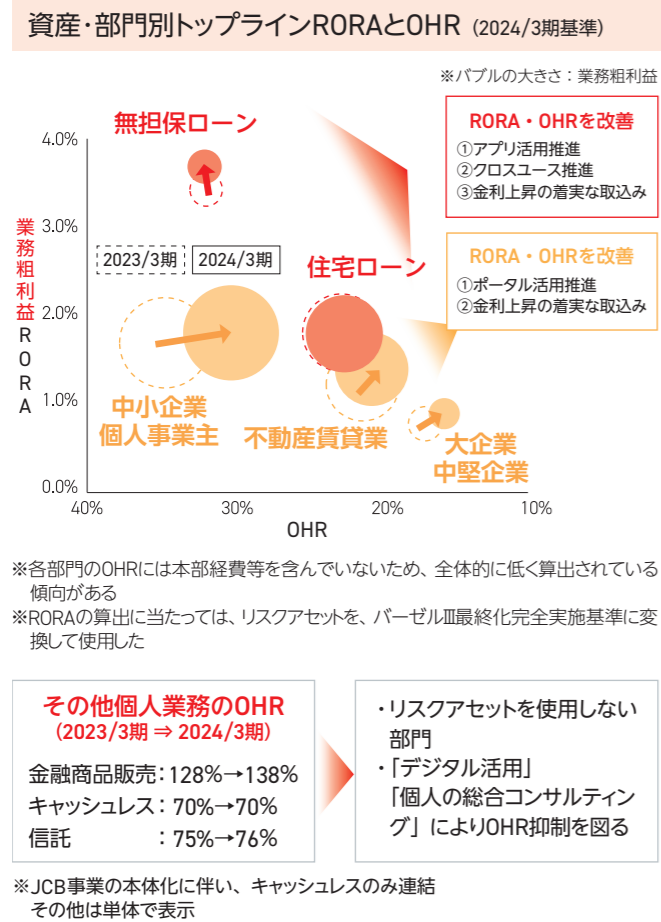 資産・部門別トップラインRORAとOHR（2024/3期基準）
※バブルの大きさ：業務粗利益
無担保ローン
4.0%
3.0%
2.0%
1.0%
0.0%
業務粗利益RORA
2023/3期
2024/3期
住宅ローン
中小企業
個人事業主
不動産賃貸業
大企業
中堅企業
40%
30%
20%
10%
OHR
RORA・OHRを改善
①アプリ活用推進
②クロスユース推進
③金利上昇の着実な取込み
RORA・OHRを改善
①ポータル活用推進
②金利上昇の着実な取込み
※各部門のOHRには本部経費等を含んでいないため、全体的に低く算出されている
傾向がある
※RORAの算出に当たっては、リスクアセットを、バーゼルⅢ最終化完全実施基準に変
換して使用した
その他個人業務のOHR
（2023/3期 ⇒ 2024/3期）
金融商品販売：128%→138%
キャッシュレス：70%→70%
信託　　　　：75%→76%
・リスクアセットを使用しない
部門
・「デジタル活用」
「個人の総合コンサルティン
グ」によりOHR抑制を図る
※JCB事業の本体化に伴い、キャッシュレスのみ連結
その他は単体で表示